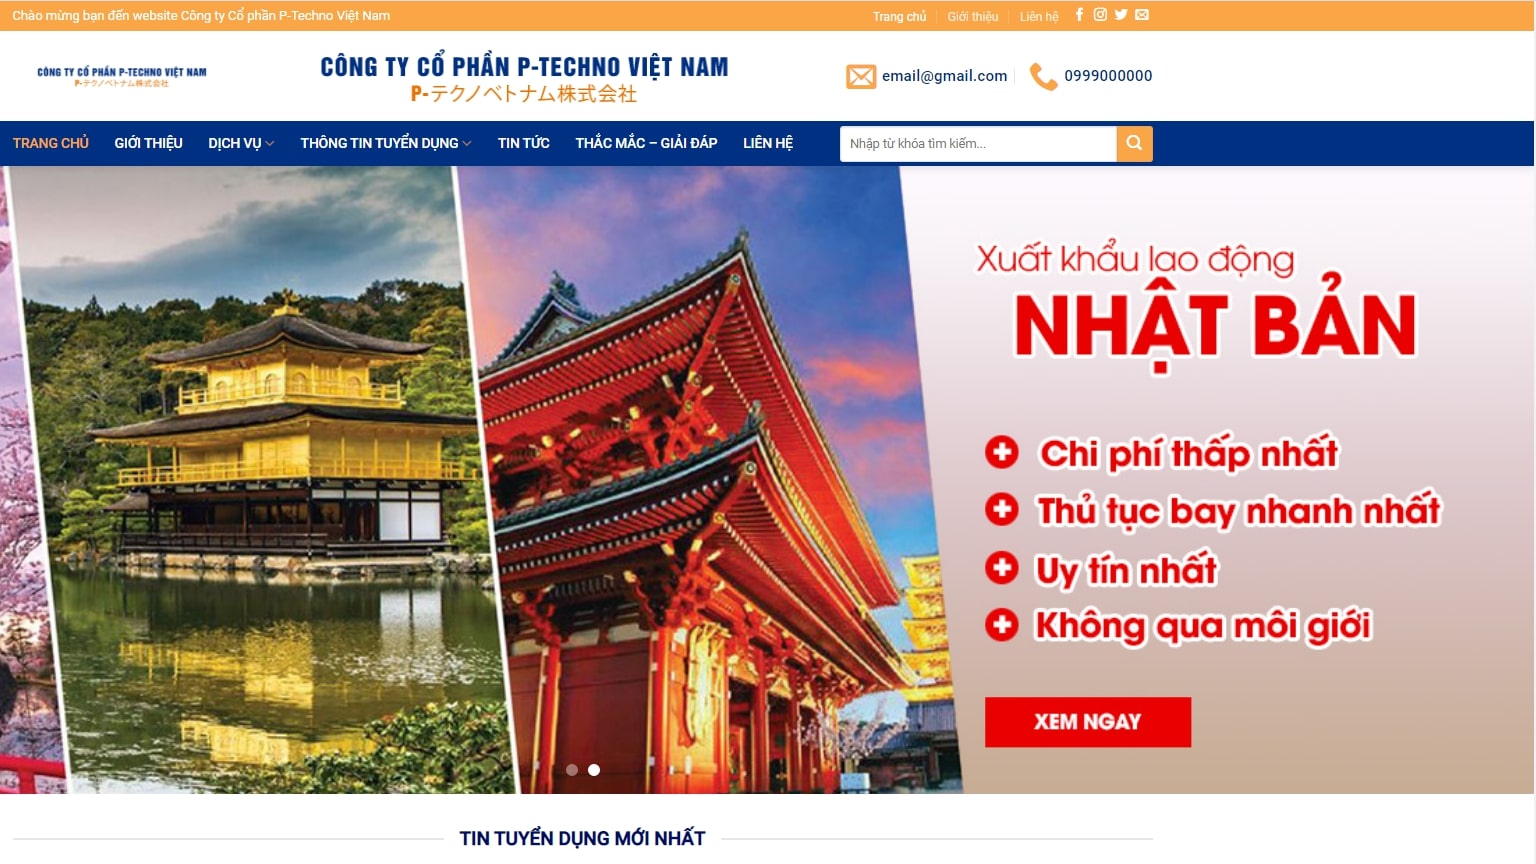 Chào mừng bạn đến website Công ty Cổ phần P-Techno Việt Nam
Trang chủ
Giới thiệu
Liên hệ
CÔNG TY CỔ PHẦN P-TECHNO VIỆT NAM
P-テクノベトナム株式会社
CÔNG TY CỔ PHẦN P-TECHNO VIỆT NAM
P-テクノベトナム株式会社
email@gmail.com
0999000000
TRANG CHỦ
GIỚI THIỆU
DỊCH VỤ
THÔNG TIN TUYỂN DỤNG
TIN TỨC
THẮC MẮC – GIẢI ĐÁP
LIÊN HỆ
Nhập từ khóa tìm kiếm...
Xuất khẩu lao động
NHẬT BẢN
Chi phí thấp nhất
Thủ tục bay nhanh nhất
Uy tín nhất
Không qua môi giới
XEM NGAY
TIN TUYỂN DỤNG MỚI NHẤT